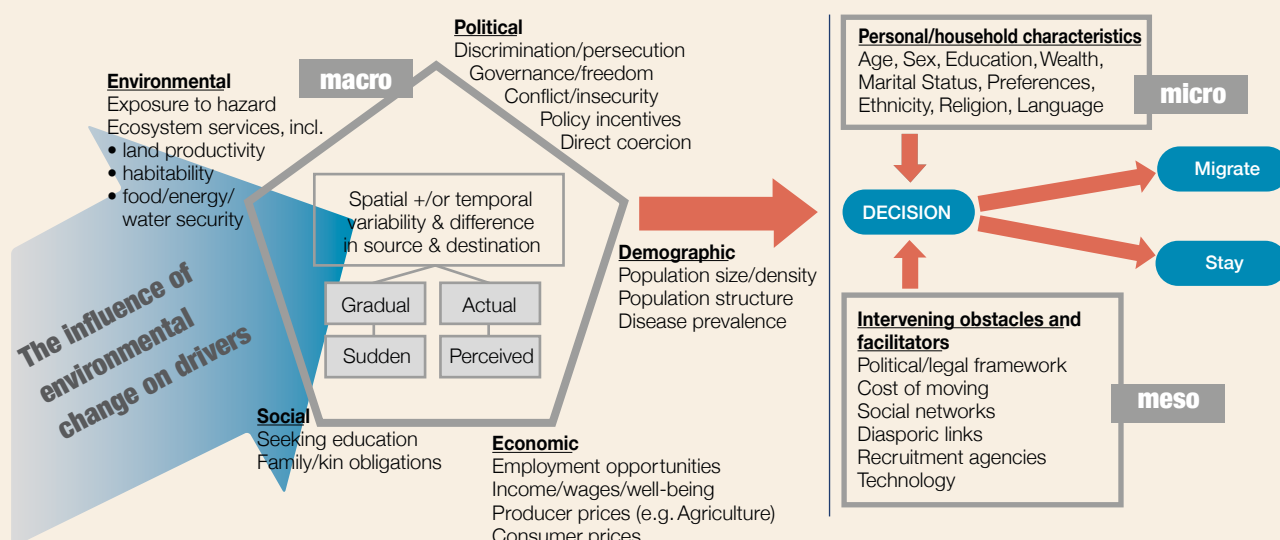 Political
Discrimination/persecution
Governance/freedom
Conflict/insecurity
Policy incentives
Direct coercion
macro
Environmental
Exposure to hazard
Ecosystem services, incl.
• land productivity
• habitability
• food/energy/
water security
Spatial +/or temporal
variability & difference
in source & destination
Gradual
Actual
Sudden
Perceived
The influence of
environmental
change on drivers
Demographic
Population size/density
Population structure
Disease prevalence
Social
Seeking education
Family/kin obligations
Economic
Employment opportunities
Income/wages/well-being
Producer prices (e.g. Agriculture)
Consumer prices
Personal/household characteristics
Age, Sex, Education, Wealth,
Marital Status, Preferences,
Ethnicity, Religion, Language
micro
DECISION
Migrate
Stay
Intervening obstacles and
facilitators
Political/legal framework
Cost of moving
Social networks
Diasporic links
Recruitment agencies
Technology
meso